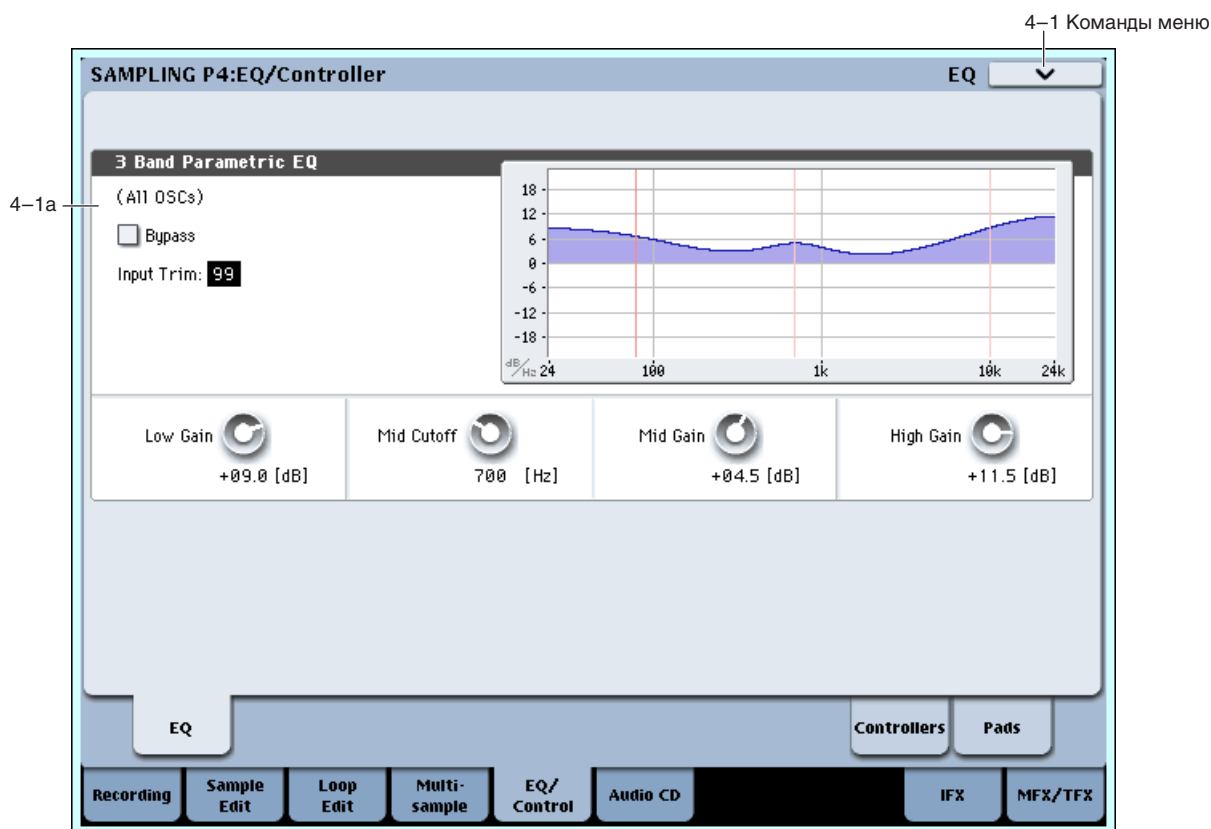 4–1 Команды меню
SAMPLING P4:EQ/Controller
EQ
3 Band Parametric EQ
4–1a
(All OSCs)
Bypass
Input Trim: 99
18
12
6
0
-6
-12
-18
dB/Hz 24 100 1k 10k 24k
Low Gain
+09.0 [dB]
Mid Cutoff
700 [Hz]
Mid Gain
+04.5 [dB]
High Gain
+11.5 [dB]
EQ
Controllers
Pads
Recording
Sample
Edit
Loop
Edit
Multi-
sample
EQ/
Control
Audio CD
IFX
MFX/TFX